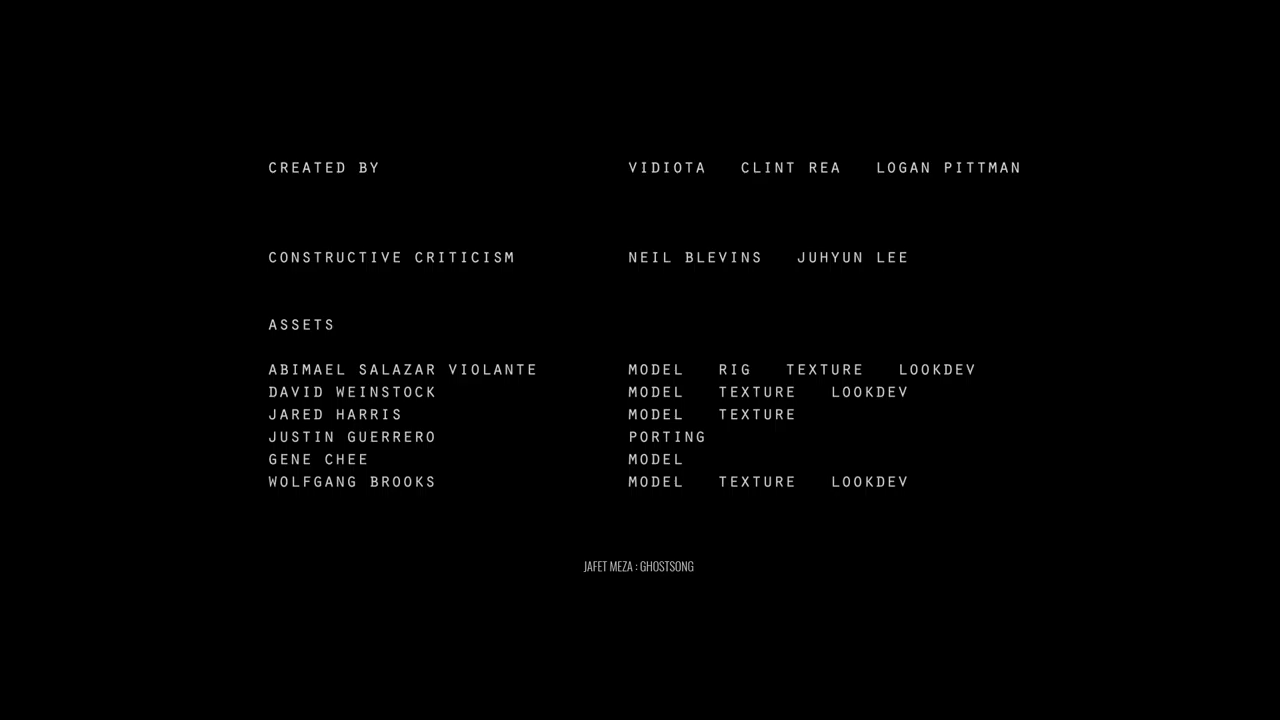 CREATED BY VIDIOTA CLINT REA LOGAN PITTMAN
CONSTRUCTIVE CRITICISM NEIL BLEVINS JUHYUN LEE
ASSETS
ABIMAEL SALAZAR VIOLANTE MODEL RIG TEXTURE LOOKDEV
DAVID WEINSTOCK MODEL TEXTURE LOOKDEV
JARED HARRIS MODEL TEXTURE
JUSTIN GUERRERO PORTING
GENE CHEE MODEL
WOLFGANG BROOKS MODEL TEXTURE LOOKDEV
JAFET MEZA : GHOSTSONG